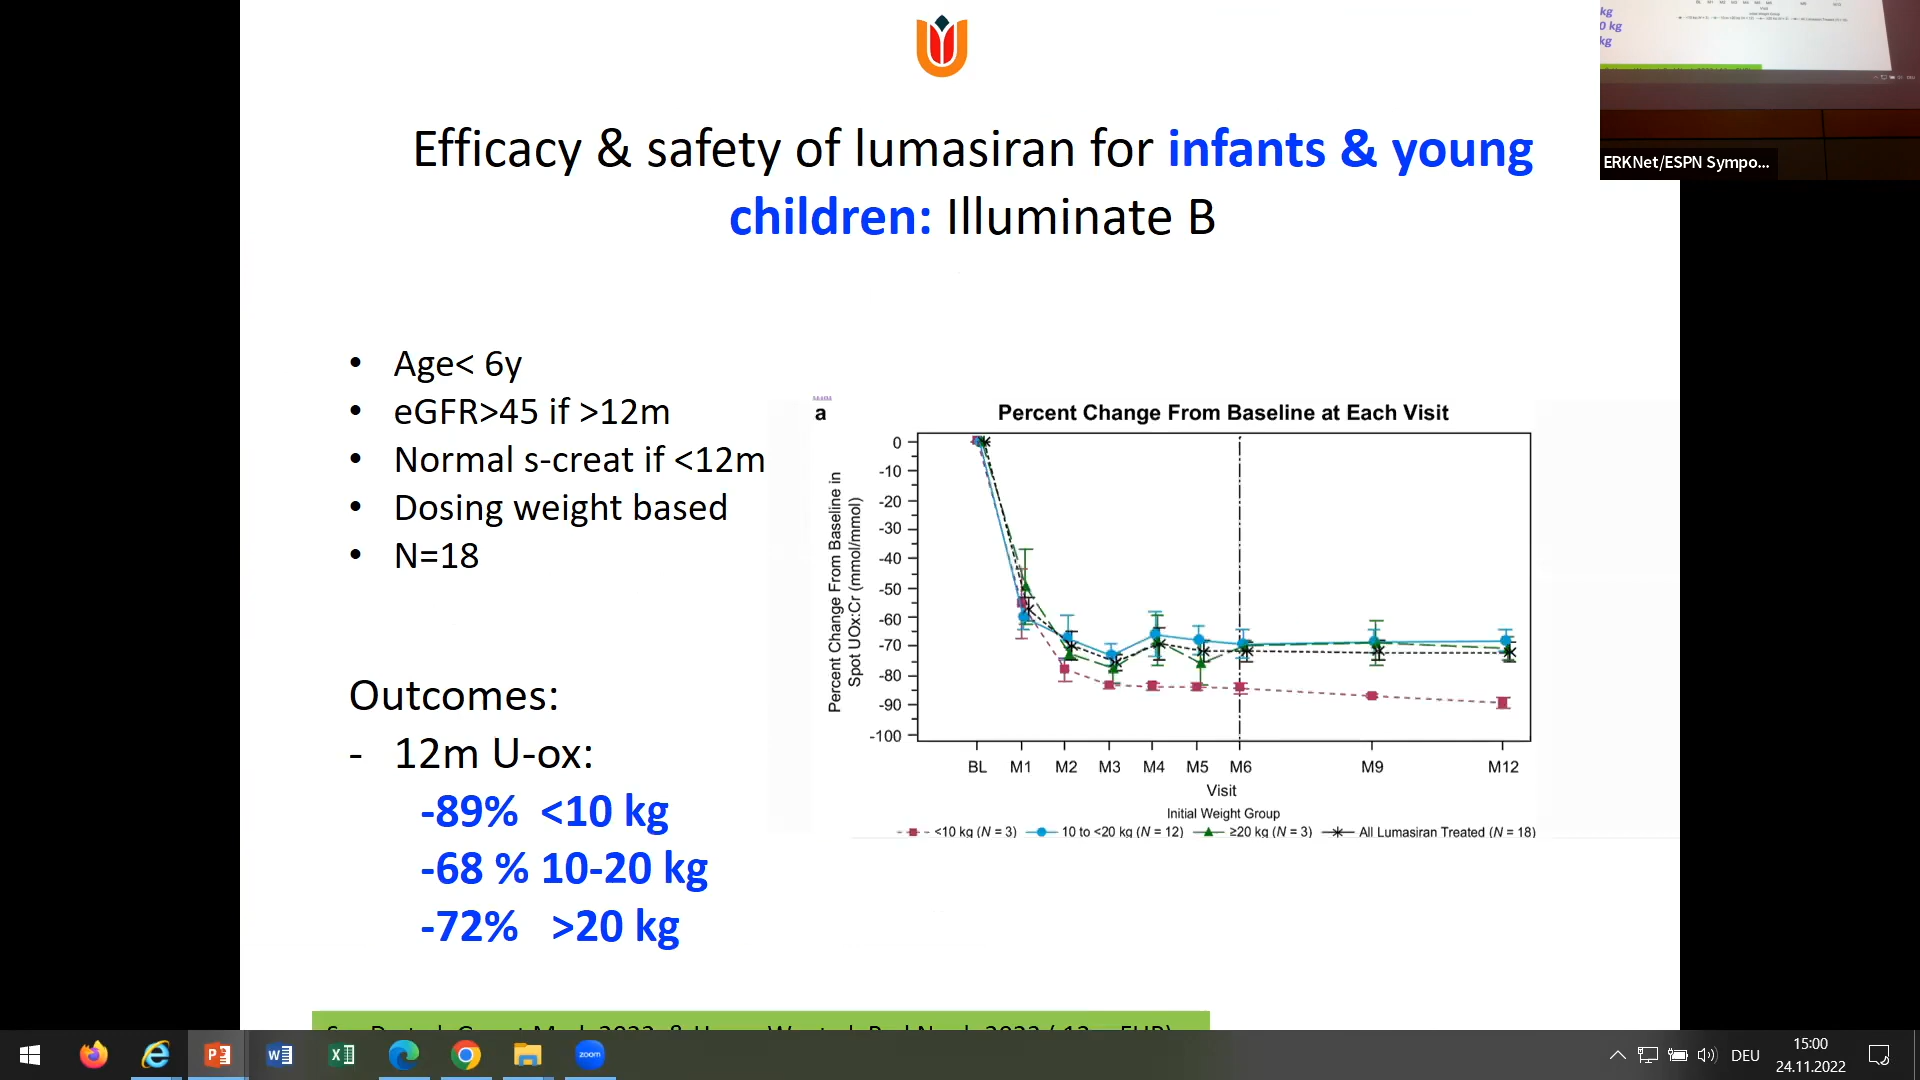 Efficacy & safety of lumasiran for infants & young
children: Illuminate B
• Age< 6y
• eGFR>45 if >12m
• Normal s-creat if <12m
• Dosing weight based
• N=18
Outcomes:
- 12m U-ox:
-89% <10 kg
-68 % 10-20 kg
-72% >20 kg
a
Percent Change From Baseline at Each Visit
Percent Change From Baseline in
Spot UOx:Cr (mmol/mmol)
0
-10
-20
-30
-40
-50
-60
-70
-80
-90
-100
BL M1 M2 M3 M4 M5 M6 M9 M12
Visit
Initial Weight Group
<10 kg (N = 3) 10 to <20 kg (N = 12) ≥20 kg (N = 3) All Lumasiran Treated (N = 18)
kg
0 kg
kg
ERKNet/ESPN Sympo...
zoom
DEU
15:00
24.11.2022